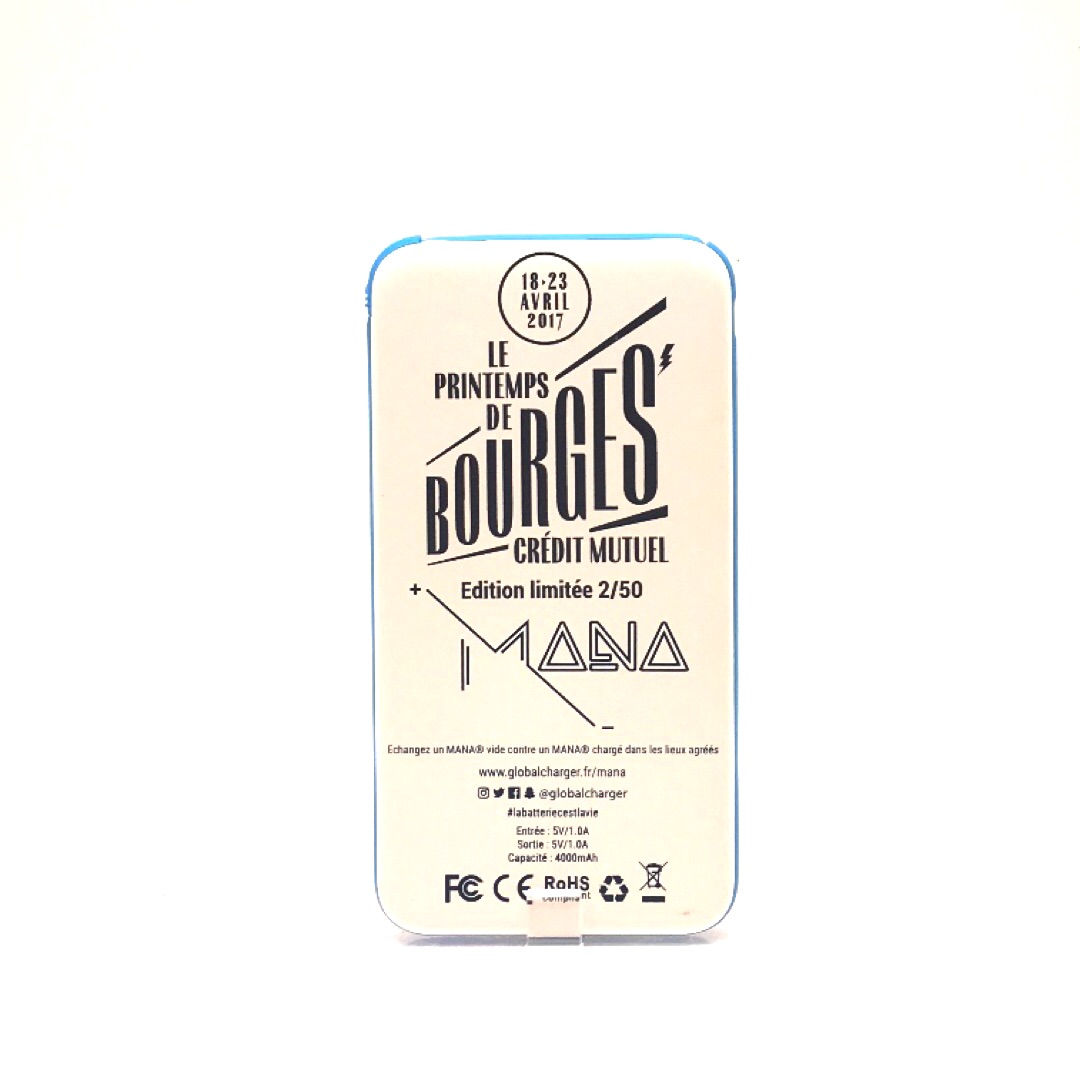 18▸23
AVRIL
2017
LE
PRINTEMPS
DE
BOURGES'
CRÉDIT MUTUEL
+
Edition limitée 2/50
MANA
-
Echangez un MANA® vide contre un MANA® chargé dans les lieux agréés
www.globalcharger.fr/mana
@globalcharger
#labatteriecestlavie
Entrée : 5V/1.0A
Sortie : 5V/1.0A
Capacité : 4000mAh
FC CE RoHS
compliant